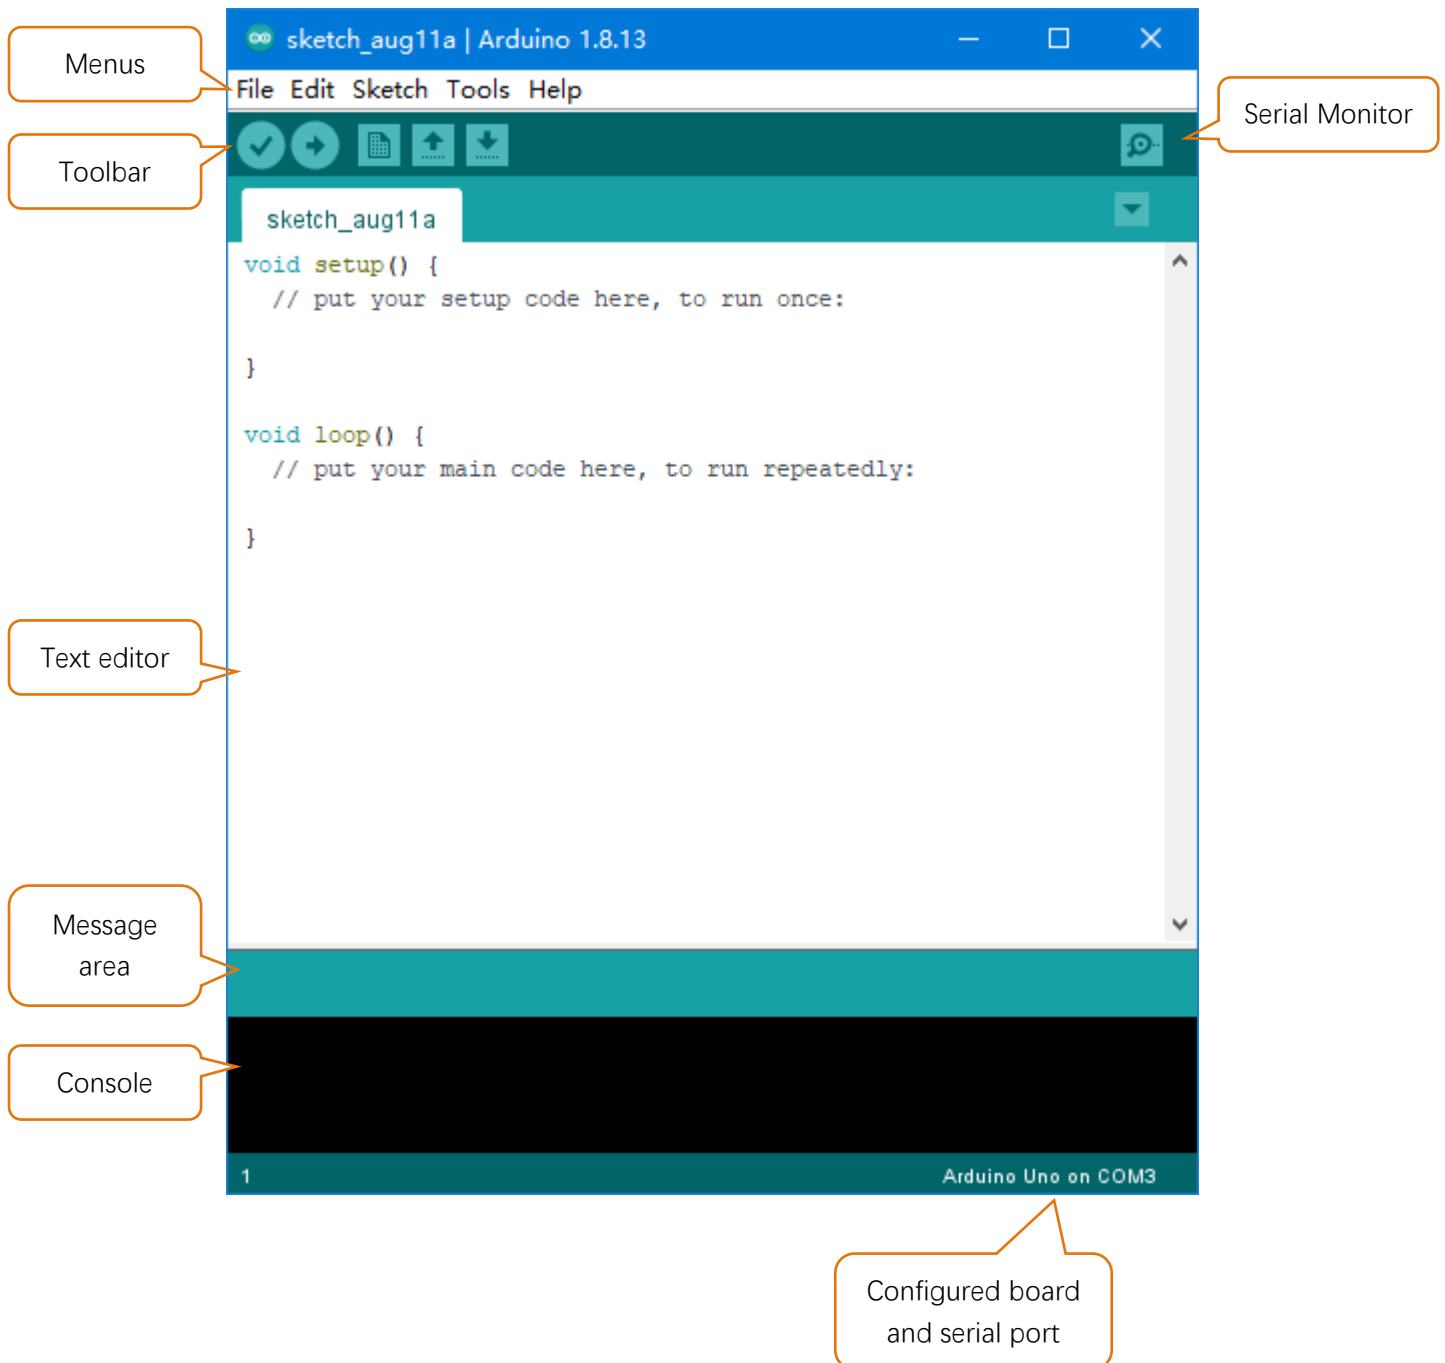 sketch_aug11a | Arduino 1.8.13
Menus
File Edit Sketch Tools Help
Serial Monitor
Toolbar
sketch_aug11a
void setup() {
// put your setup code here, to run once:
}
void loop() {
// put your main code here, to run repeatedly:
}
Text editor
Message
area
Console
1
Arduino Uno on COM3
Configured board
and serial port